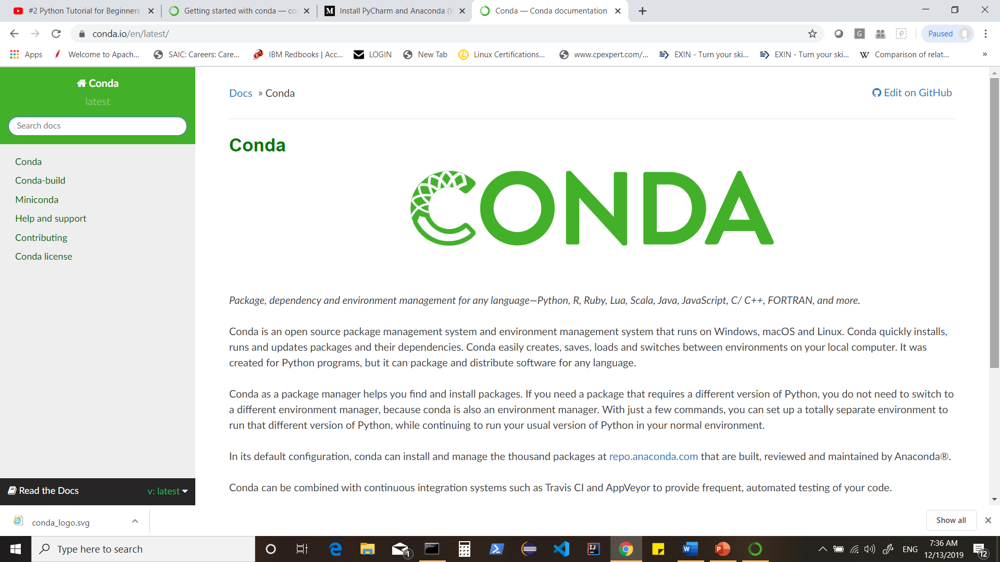 #2 Python Tutorial for Beginners
Getting started with conda — co
Install PyCharm and Anaconda (W
Conda — Conda documentation
conda.io/en/latest/
Paused
Apps
Welcome to Apach...
SAIC: Careers: Care...
IBM Redbooks | Acc...
LOGIN
New Tab
Linux Certifications...
www.cpexpert.com/...
EXIN - Turn your ski...
EXIN - Turn your ski...
Comparison of relat...
»
Conda
latest
Search docs
Conda
Conda-build
Miniconda
Help and support
Contributing
Conda license
Read the Docs
v: latest
Docs » Conda
Edit on GitHub
Conda
CONDA
Package, dependency and environment management for any language—Python, R, Ruby, Lua, Scala, Java, JavaScript, C/ C++, FORTRAN, and more.
Conda is an open source package management system and environment management system that runs on Windows, macOS and Linux. Conda quickly installs,
runs and updates packages and their dependencies. Conda easily creates, saves, loads and switches between environments on your local computer. It was
created for Python programs, but it can package and distribute software for any language.
Conda as a package manager helps you find and install packages. If you need a package that requires a different version of Python, you do not need to switch to
a different environment manager, because conda is also an environment manager. With just a few commands, you can set up a totally separate environment to
run that different version of Python, while continuing to run your usual version of Python in your normal environment.
In its default configuration, conda can install and manage the thousand packages at repo.anaconda.com that are built, reviewed and maintained by Anaconda®.
Conda can be combined with continuous integration systems such as Travis CI and AppVeyor to provide frequent, automated testing of your code.
conda_logo.svg
Show all
Type here to search
1
ENG
7:36 AM
12/13/2019
12